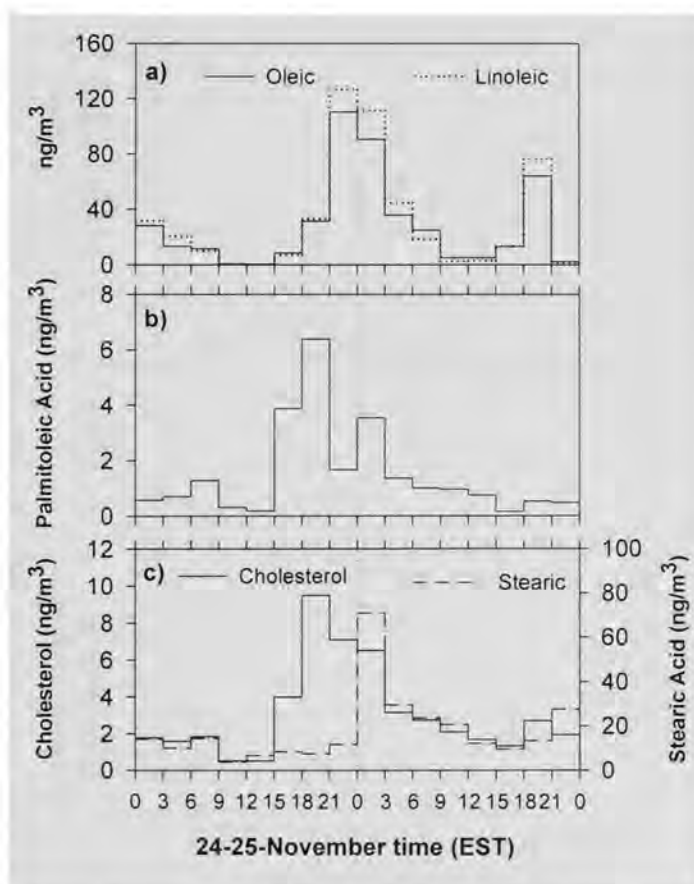 160
a)
Oleic
Linoleic
120
ng/m³
80
40
0
8
b)
Palmitoleic Acid (ng/m³)
6
4
2
0
12
100
c)
Cholesterol
Stearic
10
80
Cholesterol (ng/m³)
Stearic Acid (ng/m³)
8
60
6
40
4
20
2
0
0
0 3 6 9 12 15 18 21 0 3 6 9 12 15 18 21 0
24-25-November time (EST)